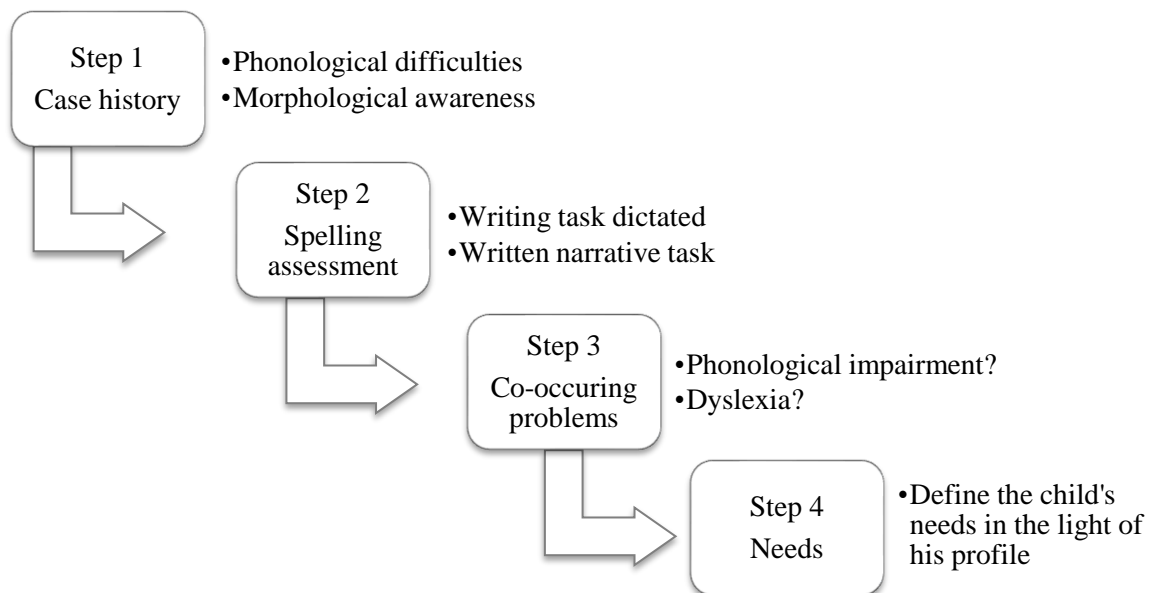 Step 1
Case history
•Phonological difficulties
•Morphological awareness
Step 2
Spelling
assessment
•Writing task dictated
•Written narrative task
Step 3
Co-occuring
problems
•Phonological impairment?
•Dyslexia?
Step 4
Needs
•Define the child's
needs in the light of
his profile